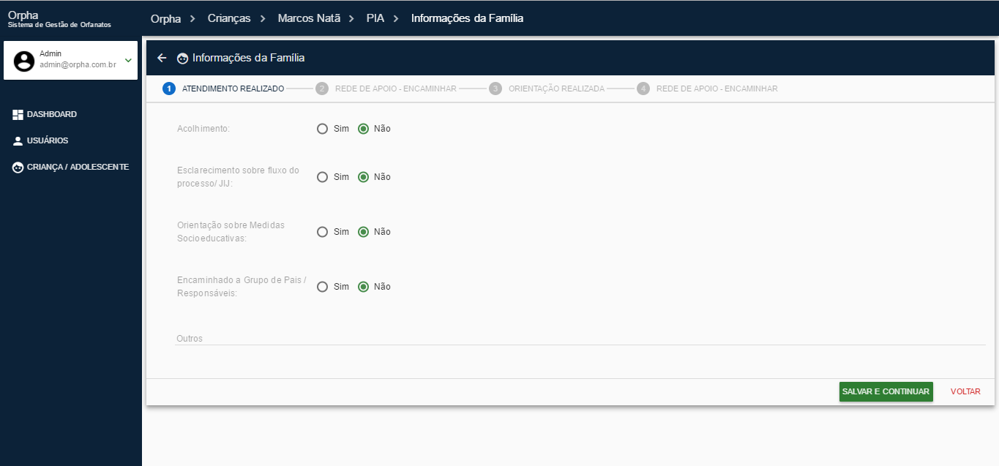 Orpha
Sistema de Gestão de Orfanatos
Orpha > Crianças > Marcos Natã > PIA > Informações da Família
Admin
admin@orpha.com.br
DASHBOARD
USUÁRIOS
CRIANÇA / ADOLESCENTE
Informações da Família
1 ATENDIMENTO REALIZADO 2 REDE DE APOIO - ENCAMINHAR 3 ORIENTAÇÃO REALIZADA 4 REDE DE APOIO - ENCAMINHAR
Acolhimento: Sim Não
Esclarecimento sobre fluxo do
processo/ JIJ: Sim Não
Orientação sobre Medidas
Socioeducativas: Sim Não
Encaminhado a Grupo de Pais /
Responsáveis: Sim Não
Outros
SALVAR E CONTINUAR VOLTAR